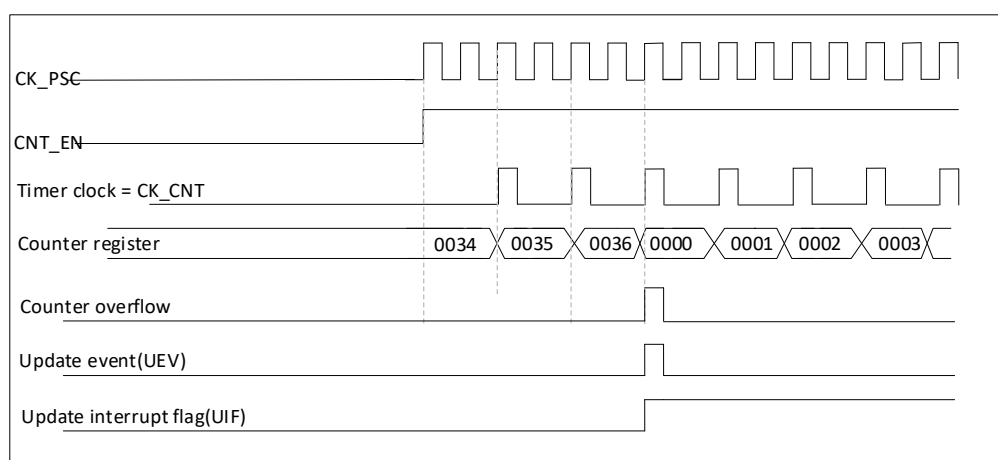 CK_PSC
CNT_EN
Timer clock = CK_CNT
Counter register 0034 0035 0036 0000 0001 0002 0003
Counter overflow
Update event(UEV)
Update interrupt flag(UIF)